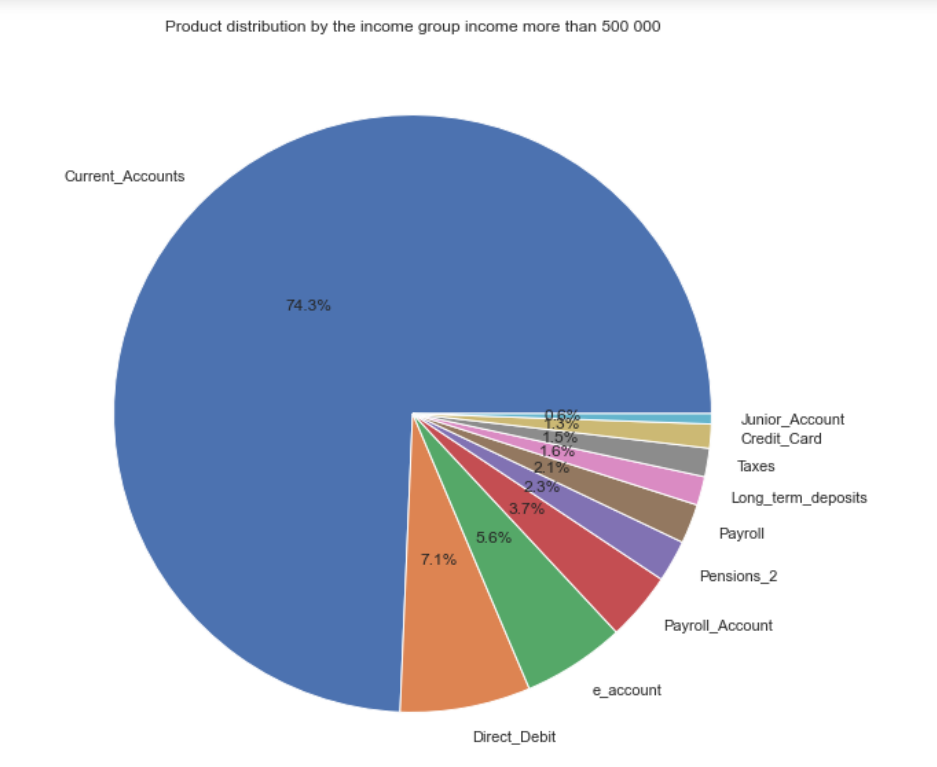 Product distribution by the income group income more than 500 000
Current_Accounts
74.3%
0.6%
Junior_Account
1.3%
Credit_Card
1.5%
Taxes
1.6%
Long_term_deposits
2.1%
Payroll
2.3%
Pensions_2
3.7%
Payroll_Account
5.6%
e_account
7.1%
Direct_Debit